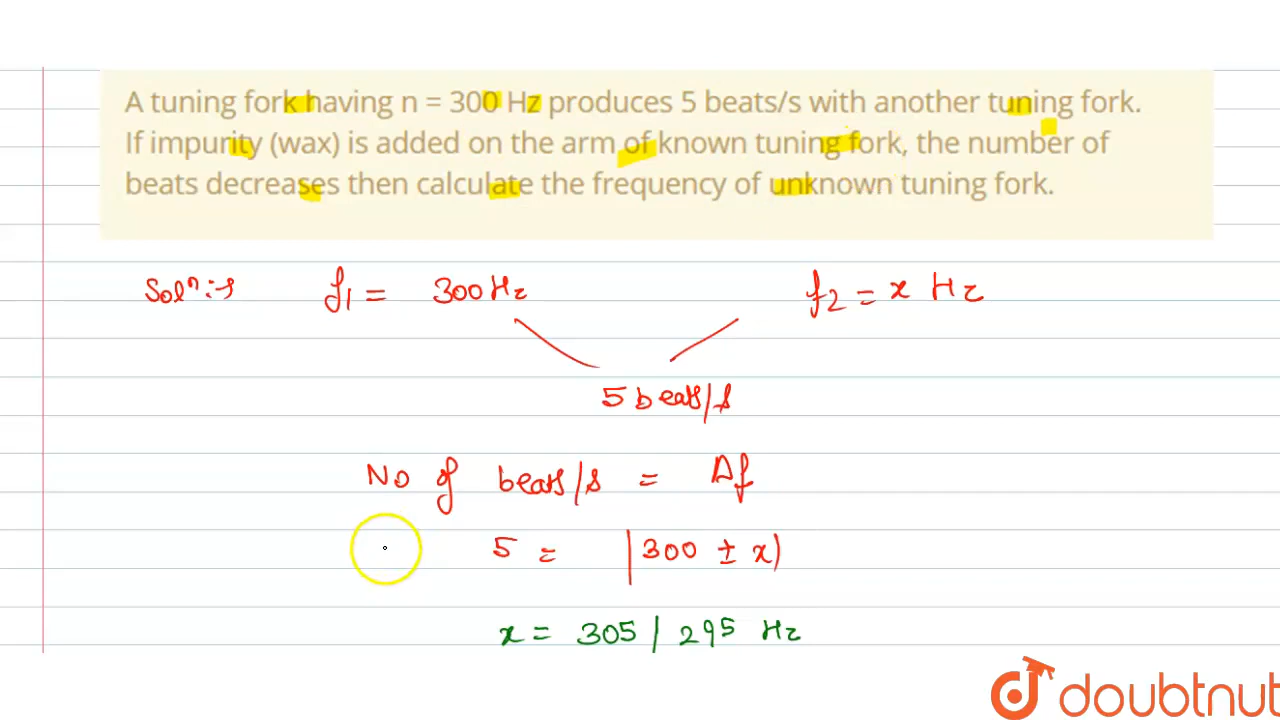 A tuning fork having n = 300 Hz produces 5 beats/s with another tuning fork.
If impurity (wax) is added on the arm of known tuning fork, the number of
beats decreases then calculate the frequency of unknown tuning fork.
Solⁿ :-
f₁ = 300 Hz
f₂ = x Hz
5 beats/s
No of beats/s = Δf
5 = |300 ± x|
x = 305 / 295 Hz
doubtnut